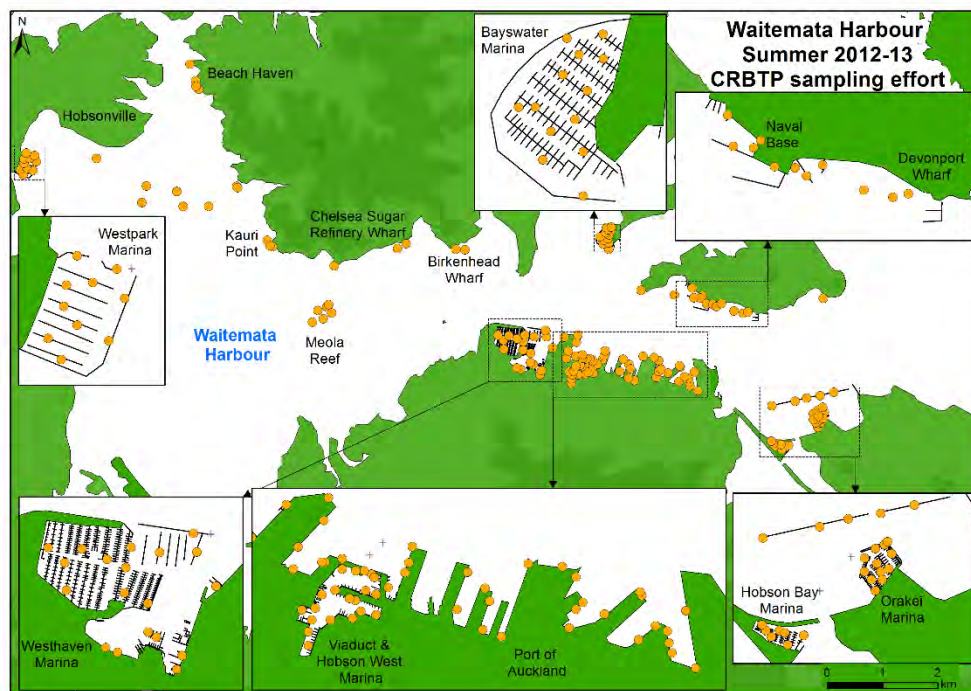 N
Bayswater
Marina
Waitemata Harbour
Summer 2012-13
CRBTP sampling effort
Beach Haven
Hobsonville
Naval
Base
Devonport
Wharf
Westpark
Marina
Kauri
Point
Chelsea Sugar
Refinery Wharf
Birkenhead
Wharf
Waitemata
Harbour
Meola
Reef
Westhaven
Marina
Viaduct &
Hobson West
Marina
Port of
Auckland
Hobson Bay
Marina
Orakei
Marina
0 1 2
km